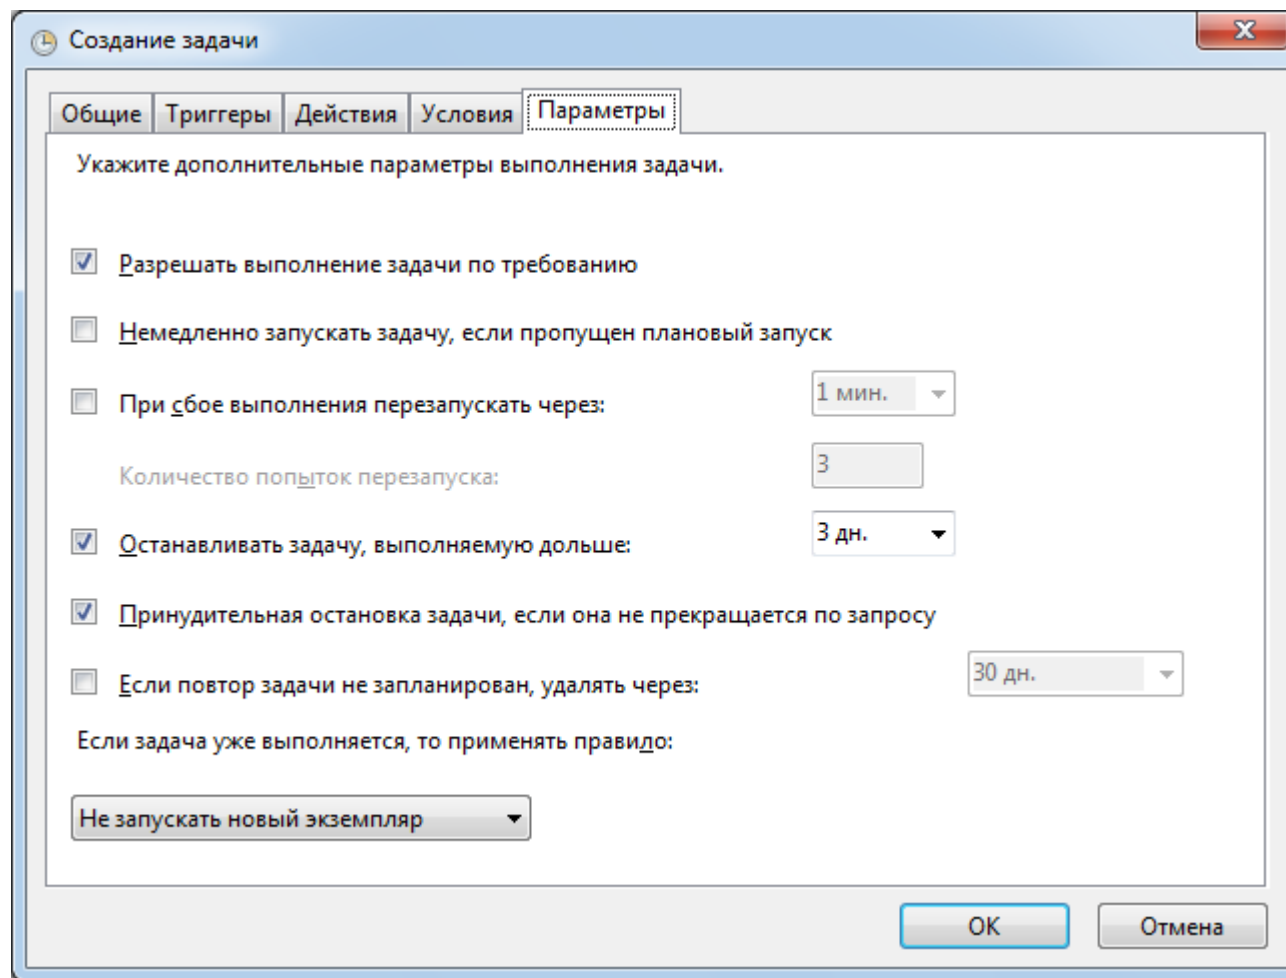 Создание задачи
Общие Триггеры Действия Условия Параметры
Укажите дополнительные параметры выполнения задачи.
Разрешать выполнение задачи по требованию
Немедленно запускать задачу, если пропущен плановый запуск
При сбое выполнения перезапускать через: 1 мин.
Количество попыток перезапуска: 3
Останавливать задачу, выполняемую дольше: 3 дн.
Принудительная остановка задачи, если она не прекращается по запросу
Если повтор задачи не запланирован, удалять через: 30 дн.
Если задача уже выполняется, то применять правило:
Не запускать новый экземпляр
ОК Отмена